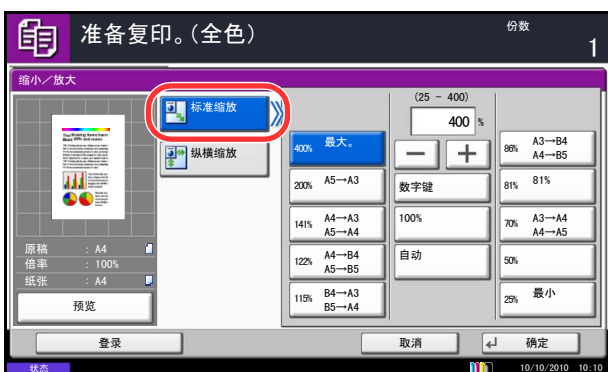 准备复印。(全色)
份数
1
缩小/放大
标准缩放
纵横缩放
原稿 : A4
倍率 : 100%
纸张 : A4
预览
(25 - 400)
400 %
数字键
100%
自动
400% 最大。
200% A5→A3
141% A4→A3
A5→A4
122% A4→B4
A5→B5
115% B4→A3
B5→A4
86% A3→B4
A4→B5
81% 81%
70% A3→A4
A4→A5
50%
25% 最小
登录
取消
确定
状态
10/10/2010 10:10